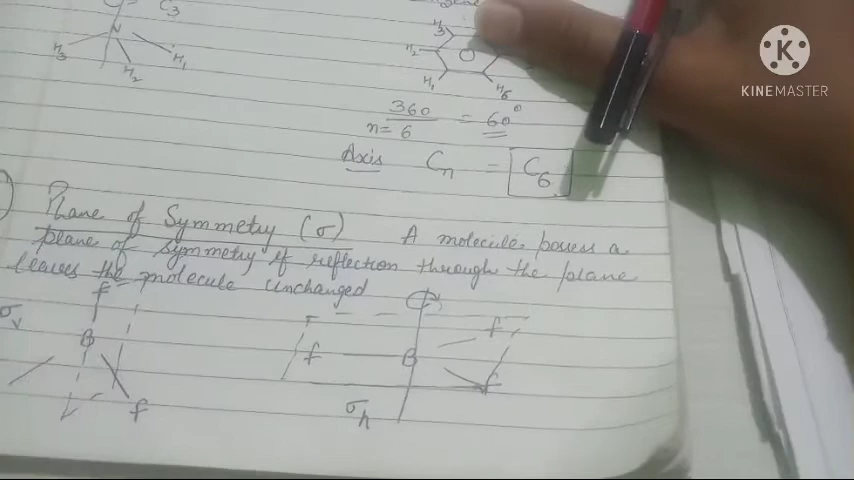 C3
N
H3
H2
H1
H3
H2
H1
H6
360
n=6
= 60°
Axis Cn = C6
Plane of Symmetry (σ) A molecule possess a
plane of symmetry if reflection through the plane
leaves the molecule unchanged
f
σv
B
f
f
B
f
f
σh
K
KINEMASTER